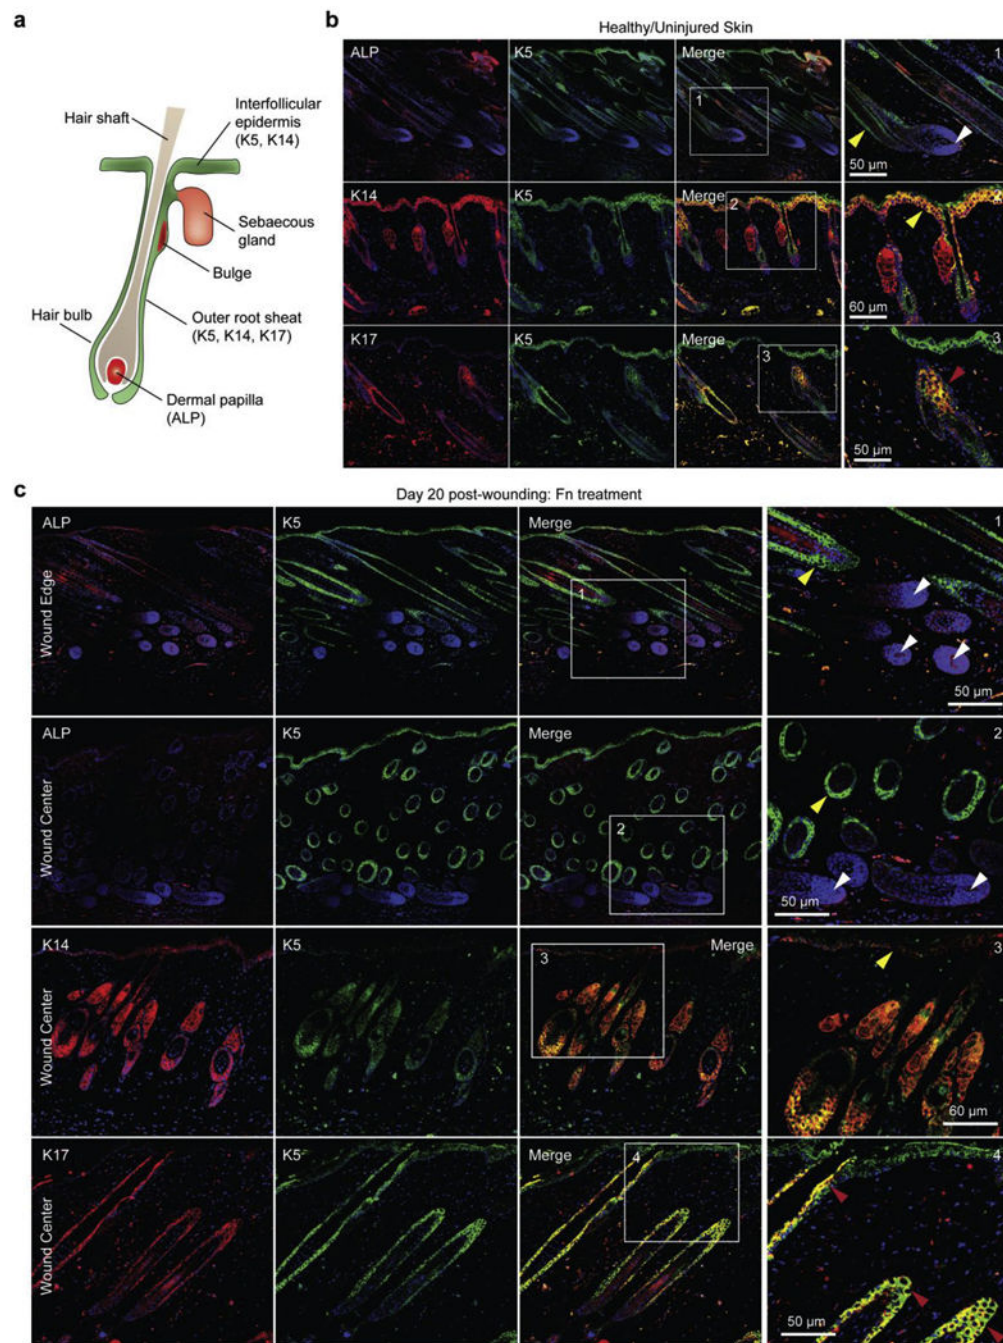 a
Hair shaft
Interfollicular
epidermis
(K5, K14)
Sebaecous
gland
Bulge
Outer root sheat
(K5, K14, K17)
Hair bulb
Dermal papilla
(ALP)
b
Healthy/Uninjured Skin
ALP
K5
Merge
1
1
50 µm
K14
K5
Merge
2
2
60 µm
K17
K5
Merge
3
3
50 µm
c
Day 20 post-wounding: Fn treatment
Wound Edge
ALP
K5
Merge
1
1
50 µm
Wound Center
ALP
K5
Merge
2
2
50 µm
Wound Center
K14
K5
Merge
3
3
60 µm
Wound Center
K17
K5
Merge
4
4
50 µm